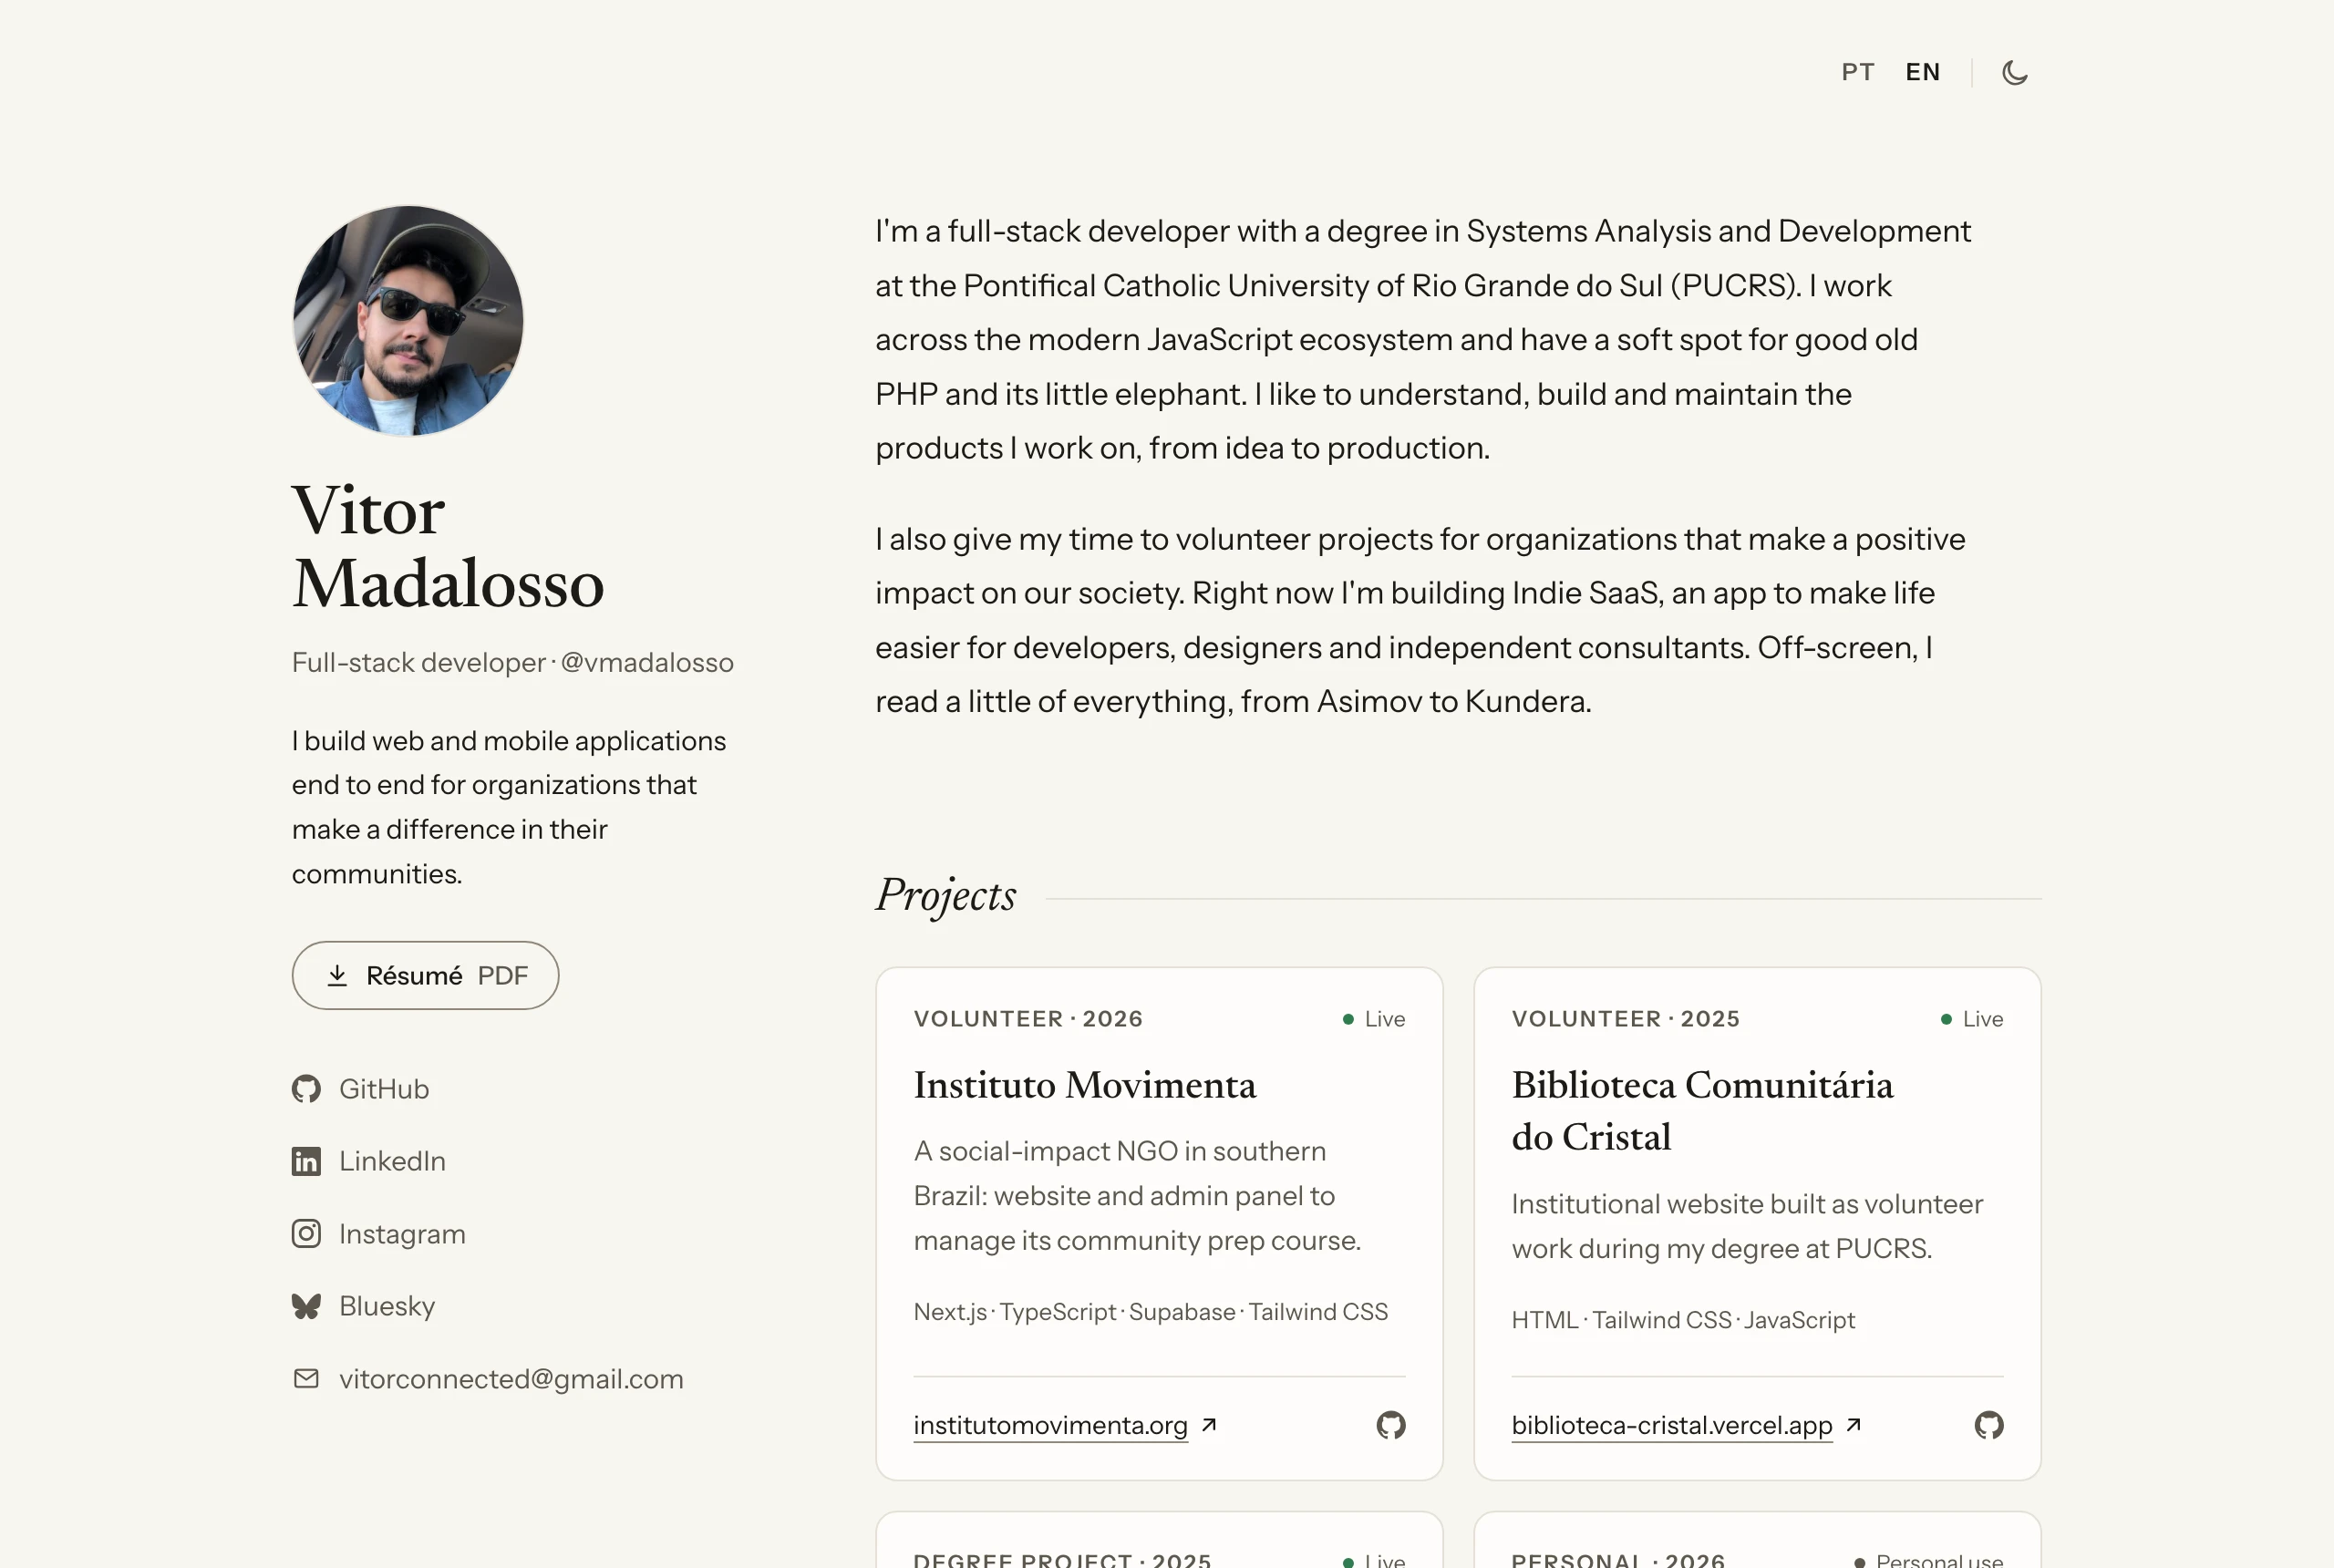 PT EN
Vitor
Madalosso
Full-stack developer · @vmadalosso
I build web and mobile applications
end to end for organizations that
make a difference in their
communities.
Résumé PDF
GitHub
LinkedIn
Instagram
Bluesky
vitorconnected@gmail.com
I'm a full-stack developer with a degree in Systems Analysis and Development
at the Pontifical Catholic University of Rio Grande do Sul (PUCRS). I work
across the modern JavaScript ecosystem and have a soft spot for good old
PHP and its little elephant. I like to understand, build and maintain the
products I work on, from idea to production.
I also give my time to volunteer projects for organizations that make a positive
impact on our society. Right now I'm building Indie SaaS, an app to make life
easier for developers, designers and independent consultants. Off-screen, I
read a little of everything, from Asimov to Kundera.
Projects
VOLUNTEER · 2026 Live
Instituto Movimenta
A social-impact NGO in southern
Brazil: website and admin panel to
manage its community prep course.
Next.js · TypeScript · Supabase · Tailwind CSS
institutomovimenta.org ↗
VOLUNTEER · 2025 Live
Biblioteca Comunitária
do Cristal
Institutional website built as volunteer
work during my degree at PUCRS.
HTML · Tailwind CSS · JavaScript
biblioteca-cristal.vercel.app ↗
DEGREE PROJECT · 2025 Live
PERSONAL · 2026 Personal use